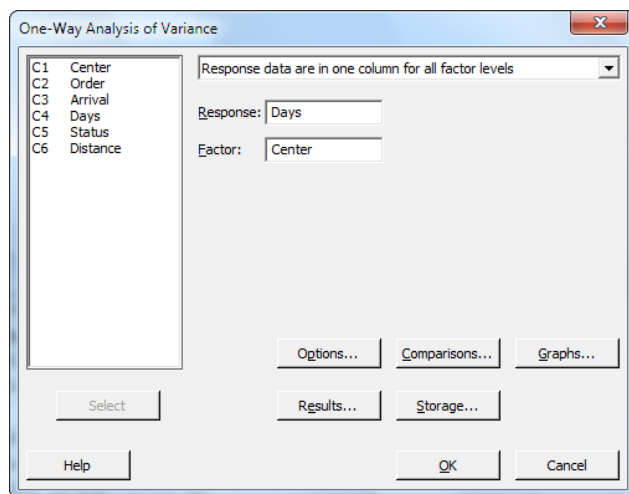 One-Way Analysis of Variance
C1 Center
C2 Order
C3 Arrival
C4 Days
C5 Status
C6 Distance
Response data are in one column for all factor levels
Response: Days
Factor: Center
Options... Comparisons... Graphs...
Select Results... Storage...
Help OK Cancel